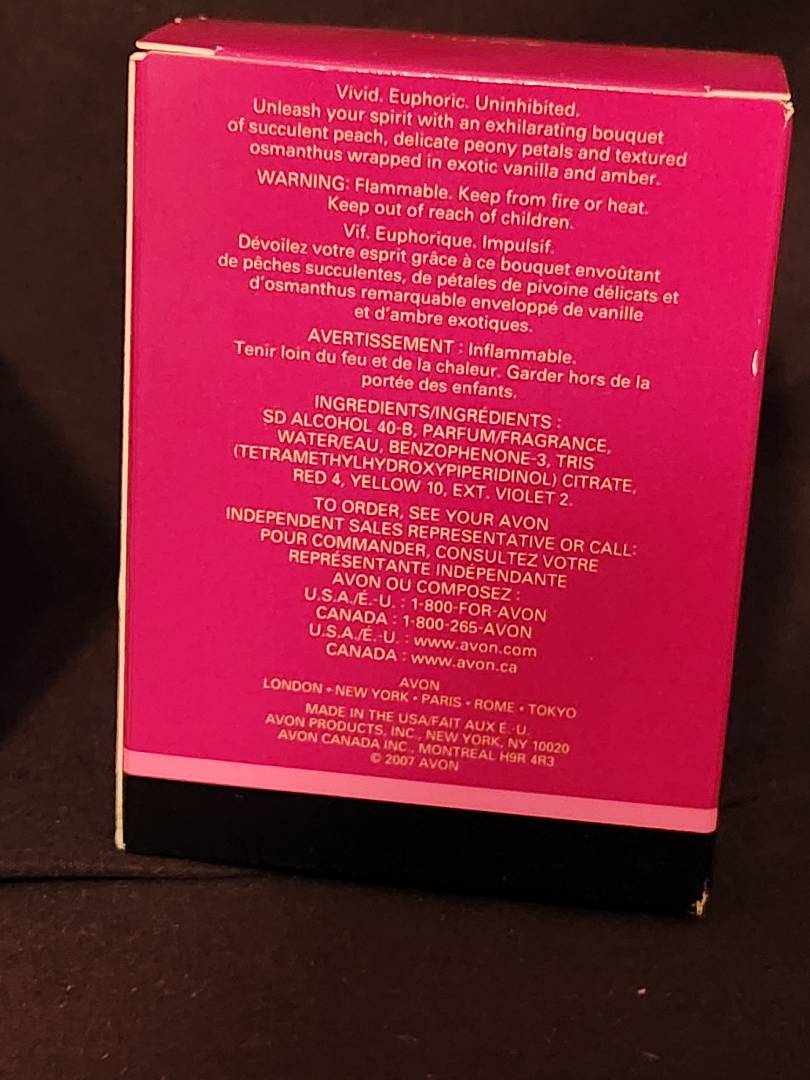 Vivid. Euphoric. Uninhibited.
Unleash your spirit with an exhilarating bouquet
of succulent peach, delicate peony petals and textured
osmanthus wrapped in exotic vanilla and amber.
WARNING: Flammable. Keep from fire or heat.
Keep out of reach of children.
Vif. Euphorique. Impulsif.
Dévoilez votre esprit grâce à ce bouquet envoûtant
de pêches succulentes, de pétales de pivoine délicats et
d'osmanthus remarquable enveloppé de vanille
et d'ambre exotiques.
AVERTISSEMENT : Inflammable.
Tenir loin du feu et de la chaleur. Garder hors de la
portée des enfants.
INGREDIENTS/INGRÉDIENTS :
SD ALCOHOL 40-B, PARFUM/FRAGRANCE,
WATER/EAU, BENZOPHENONE-3, TRIS
(TETRAMETHYLHYDROXYPIPERIDINOL) CITRATE,
RED 4, YELLOW 10, EXT. VIOLET 2.
TO ORDER, SEE YOUR AVON
INDEPENDENT SALES REPRESENTATIVE OR CALL:
POUR COMMANDER, CONSULTEZ VOTRE
REPRÉSENTANTE INDÉPENDANTE
AVON OU COMPOSEZ :
U.S.A./É.-U. : 1-800-FOR-AVON
CANADA : 1-800-265-AVON
U.S.A./É.-U. : www.avon.com
CANADA : www.avon.ca
AVON
LONDON • NEW YORK • PARIS • ROME • TOKYO
MADE IN THE USA/FAIT AUX É.-U.
AVON PRODUCTS, INC., NEW YORK, NY 10020
AVON CANADA INC., MONTREAL H9R 4R3
© 2007 AVON